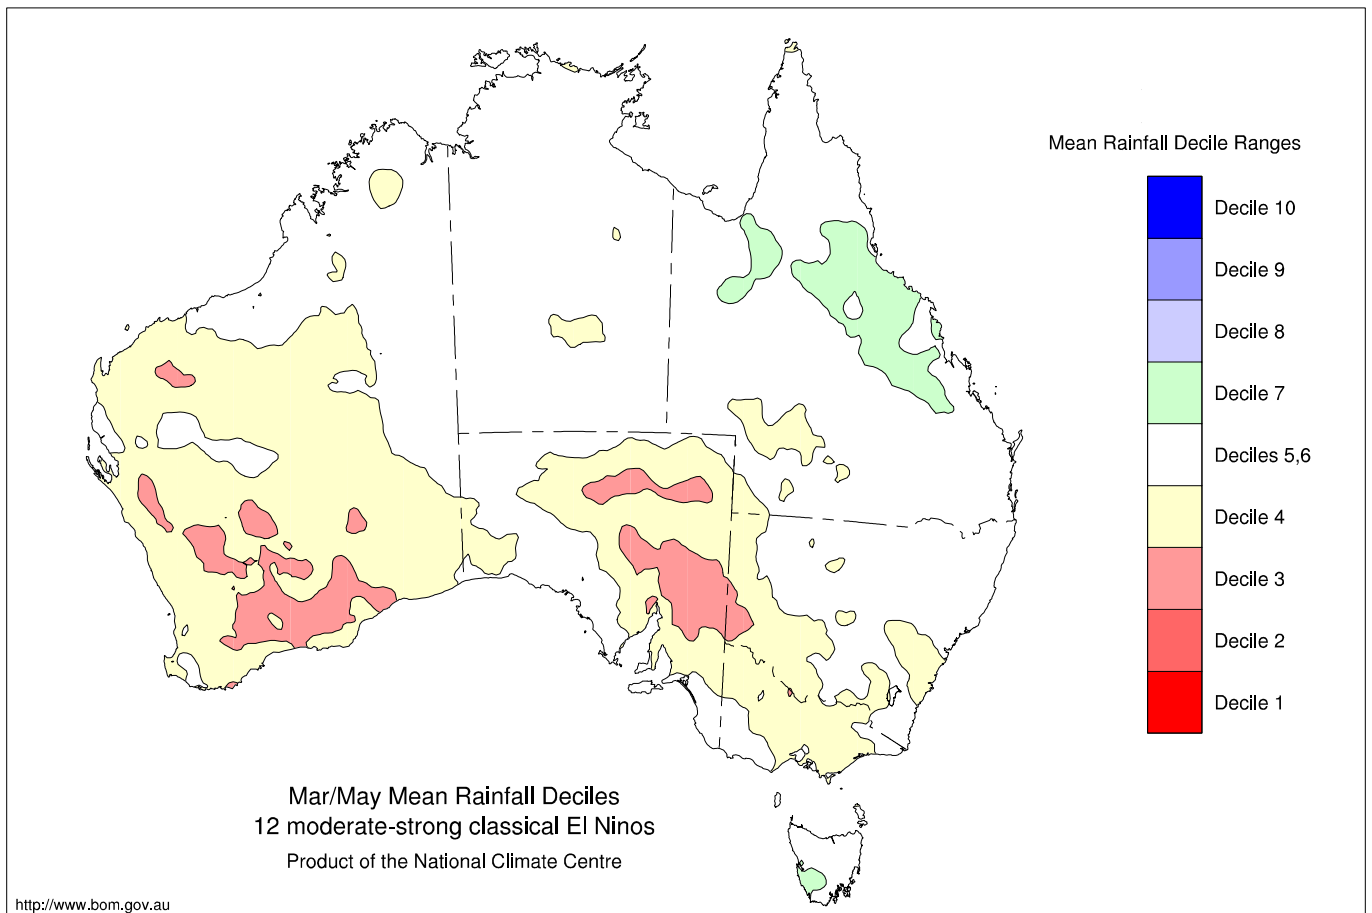 Mean Rainfall Decile Ranges
Decile 10
Decile 9
Decile 8
Decile 7
Deciles 5,6
Decile 4
Decile 3
Decile 2
Decile 1
Mar/May Mean Rainfall Deciles
12 moderate-strong classical El Ninos
Product of the National Climate Centre
http://www.bom.gov.au